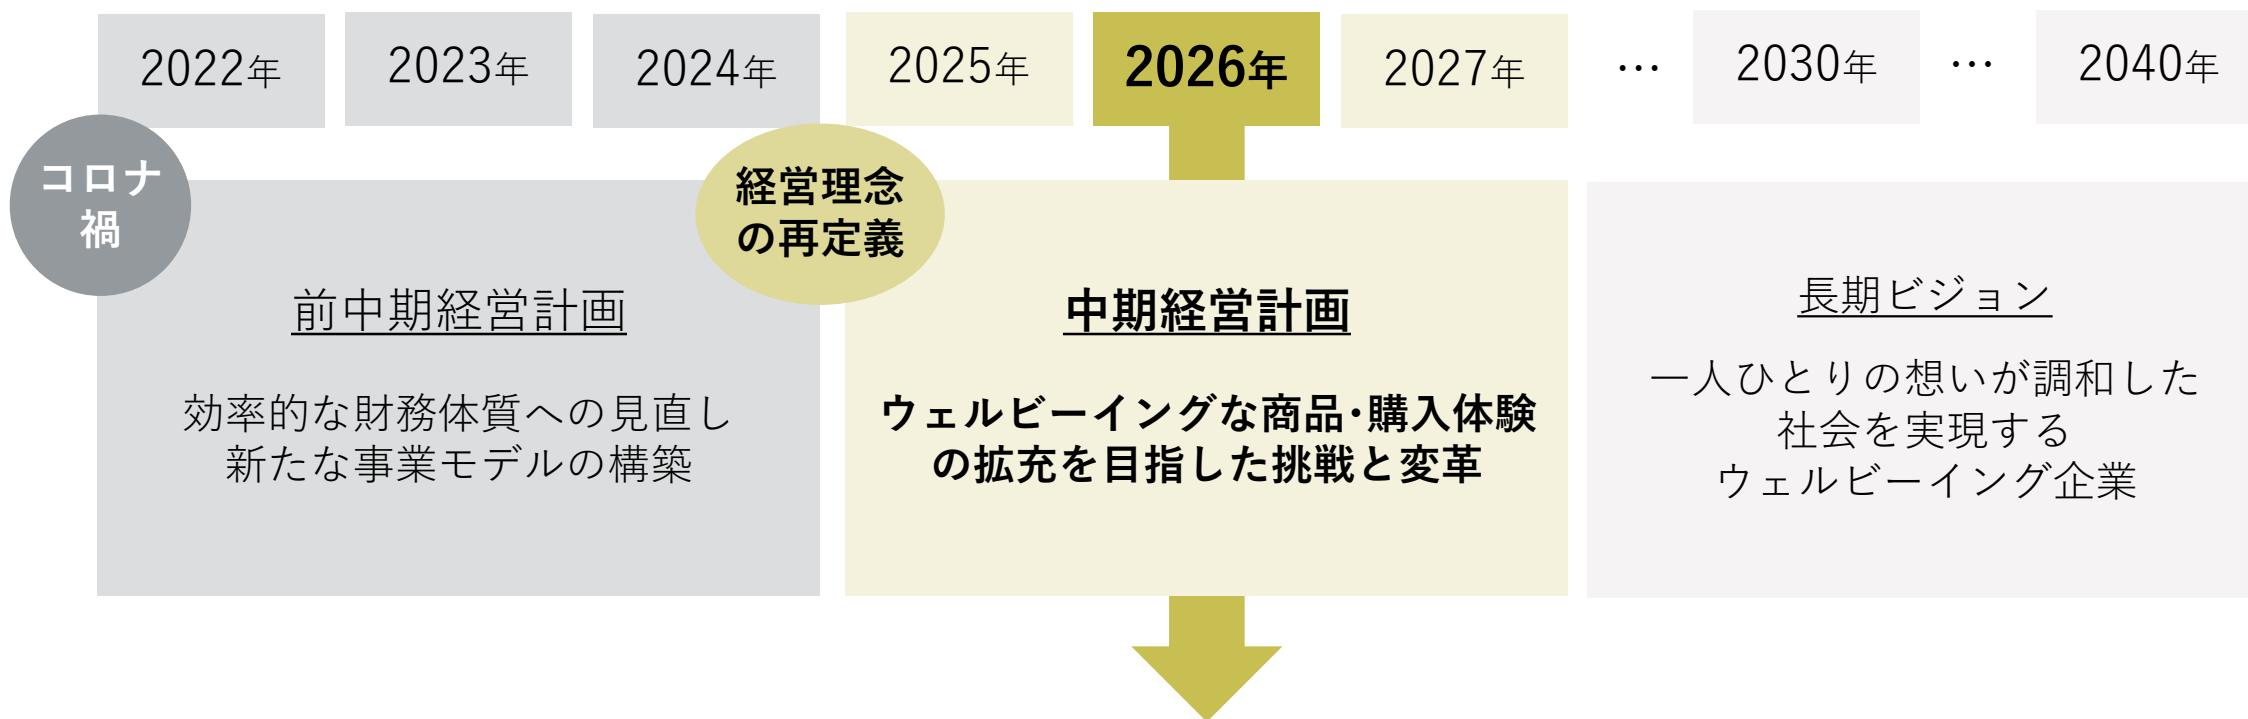 2022年 2023年 2024年 2025年 2026年 2027年 … 2030年 … 2040年
コロナ
禍
経営理念
の再定義
前中期経営計画
効率的な財務体質への見直し
新たな事業モデルの構築
中期経営計画
ウェルビーイングな商品･購入体験
の拡充を目指した挑戦と変革
長期ビジョン
一人ひとりの想いが調和した
社会を実現する
ウェルビーイング企業